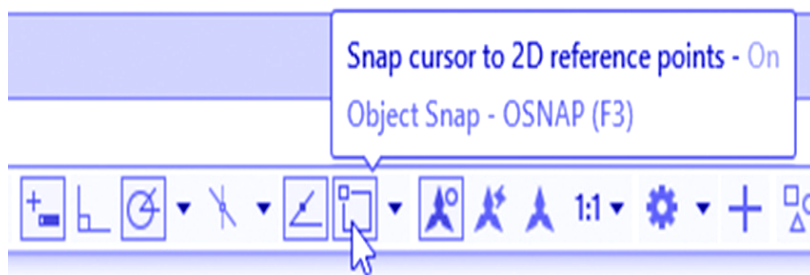 Snap cursor to 2D reference points - On
Object Snap - OSNAP (F3)
1:1